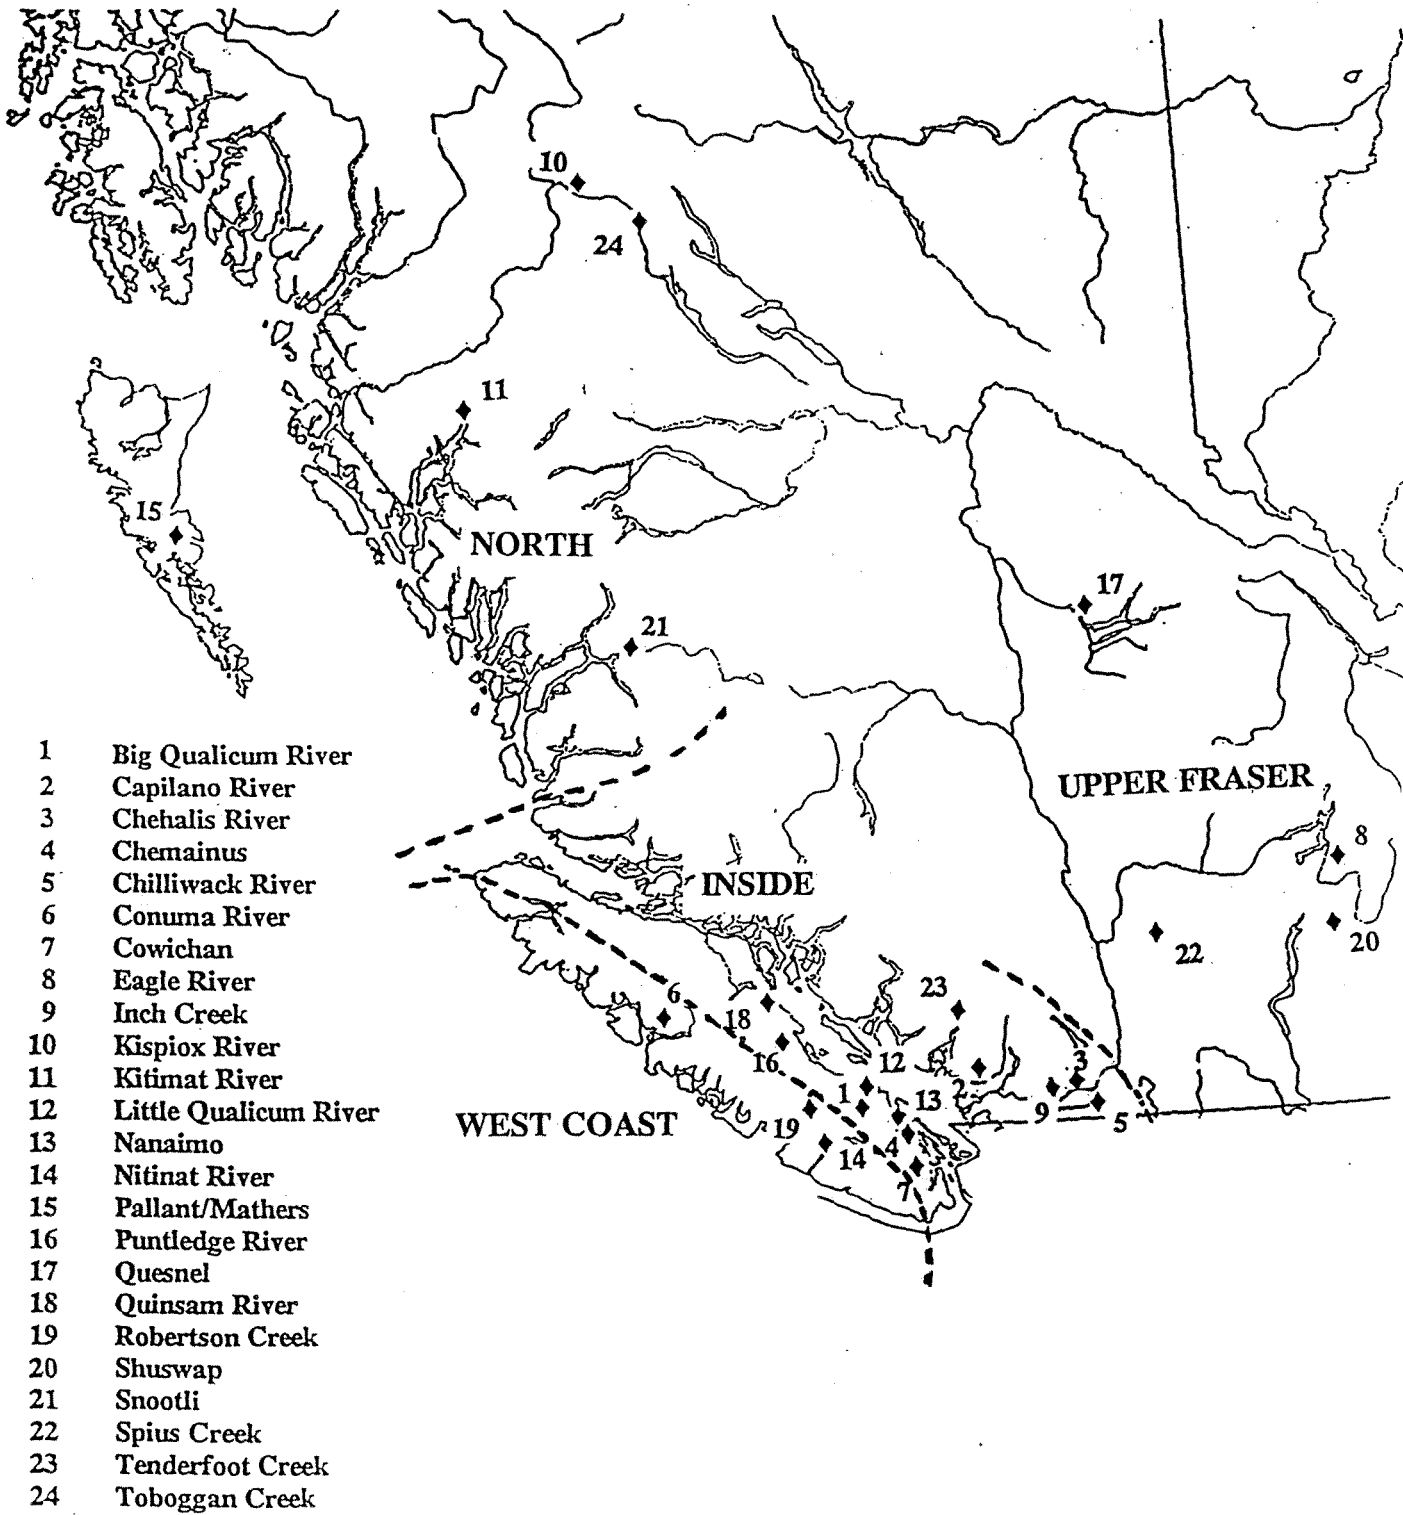 10
24
11
15
NORTH
17
21
UPPER FRASER
8
INSIDE
20
22
23
6
18
16
12
3
2
1
13
9
5
19
WEST COAST
4
14
7
1 Big Qualicum River
2 Capilano River
3 Chehalis River
4 Chemainus
5 Chilliwack River
6 Conuma River
7 Cowichan
8 Eagle River
9 Inch Creek
10 Kispiox River
11 Kitimat River
12 Little Qualicum River
13 Nanaimo
14 Nitinat River
15 Pallant/Mathers
16 Puntledge River
17 Quesnel
18 Quinsam River
19 Robertson Creek
20 Shuswap
21 Snootli
22 Spius Creek
23 Tenderfoot Creek
24 Toboggan Creek